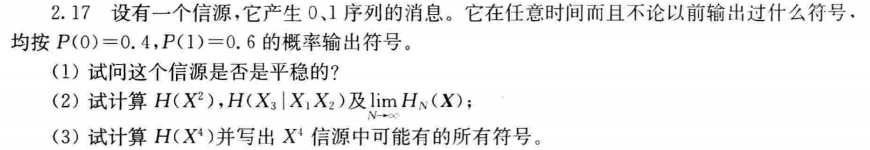 2.17 设有一个信源,它产生 0、1 序列的消息。它在任意时间而且不论以前输出过什么符号.
均按 P(0)=0.4,P(1)=0.6 的概率输出符号。
(1) 试问这个信源是否是平稳的?
(2) 试计算 H(X²),H(X₃|X₁X₂)及 lim_{N→∞} H_N(X);
(3) 试计算 H(X⁴)并写出 X⁴ 信源中可能有的所有符号。